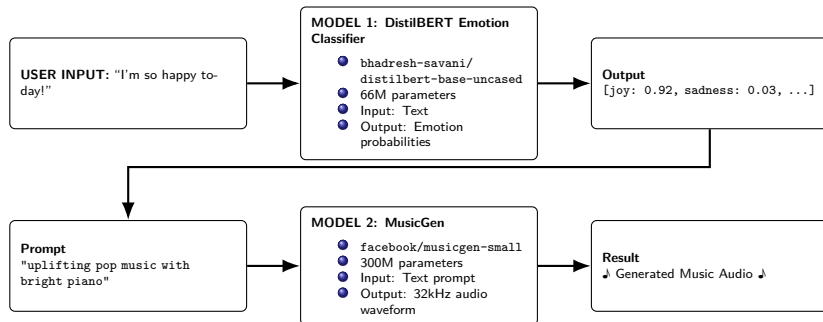 USER INPUT: “I’m so happy to-
day!”
MODEL 1: DistilBERT Emotion
Classifier
bhadresh-savani/
distilbert-base-uncased
66M parameters
Input: Text
Output: Emotion
probabilities
Output
[joy: 0.92, sadness: 0.03, ...]
Prompt
"uplifting pop music with
bright piano"
MODEL 2: MusicGen
facebook/musicgen-small
300M parameters
Input: Text prompt
Output: 32kHz audio
waveform
Result
♪ Generated Music Audio ♪